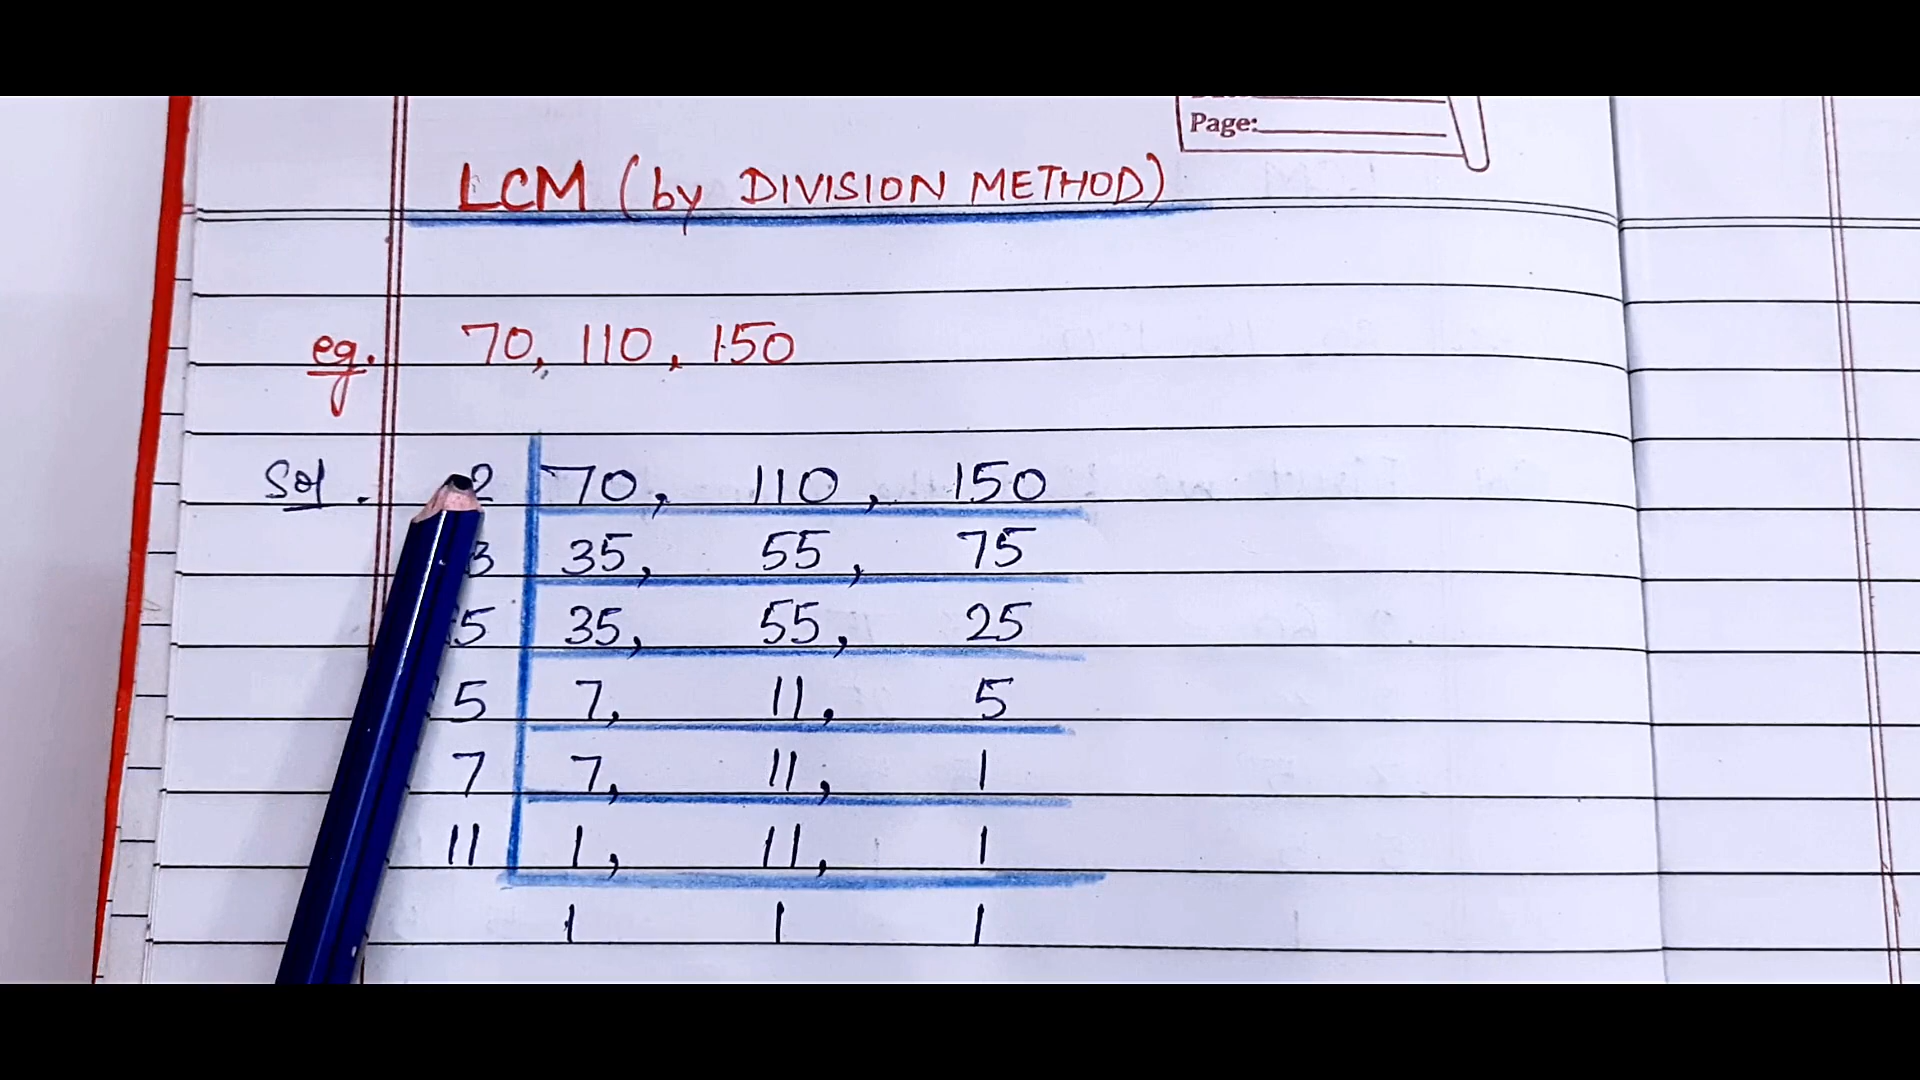 Page:
LCM (by DIVISION METHOD)
eg. 70, 110, 150
Sol. 2 70, 110, 150
3 35, 55, 75
5 35, 55, 25
5 7, 11, 5
7 7, 11, 1
11 1, 11, 1
1 1 1